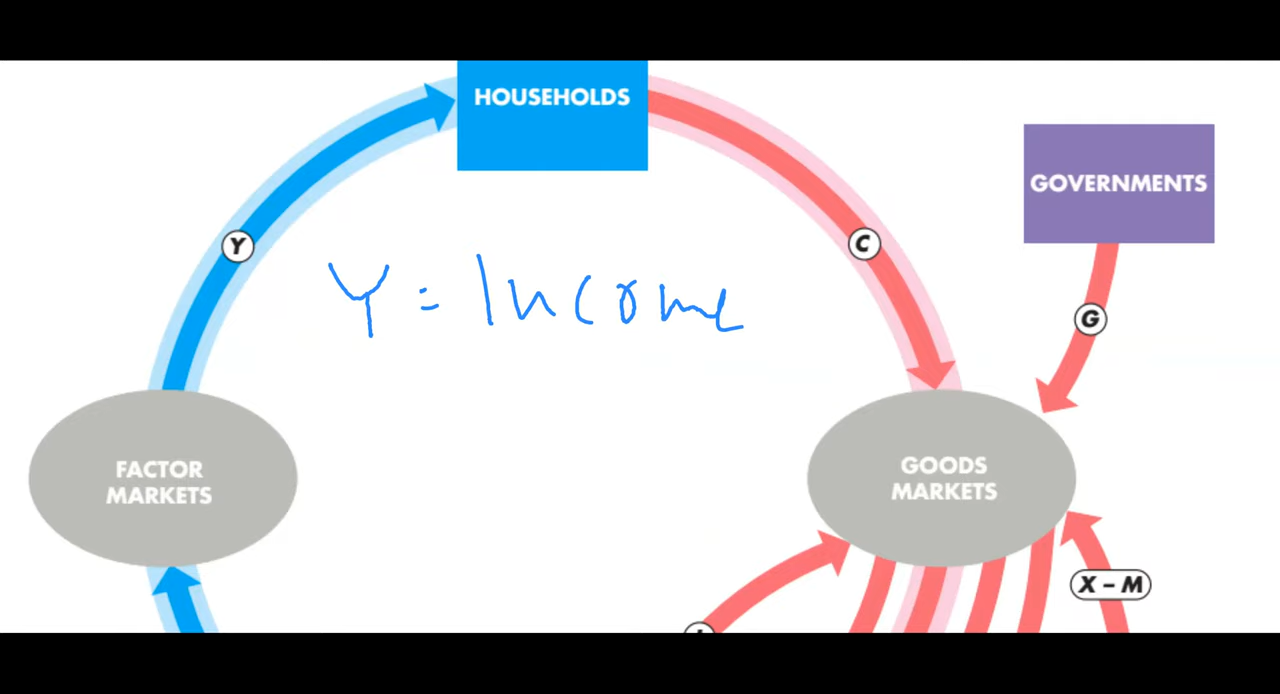 HOUSEHOLDS
GOVERNMENTS
Y
C
Y = Income
G
FACTOR
MARKETS
GOODS
MARKETS
X – M